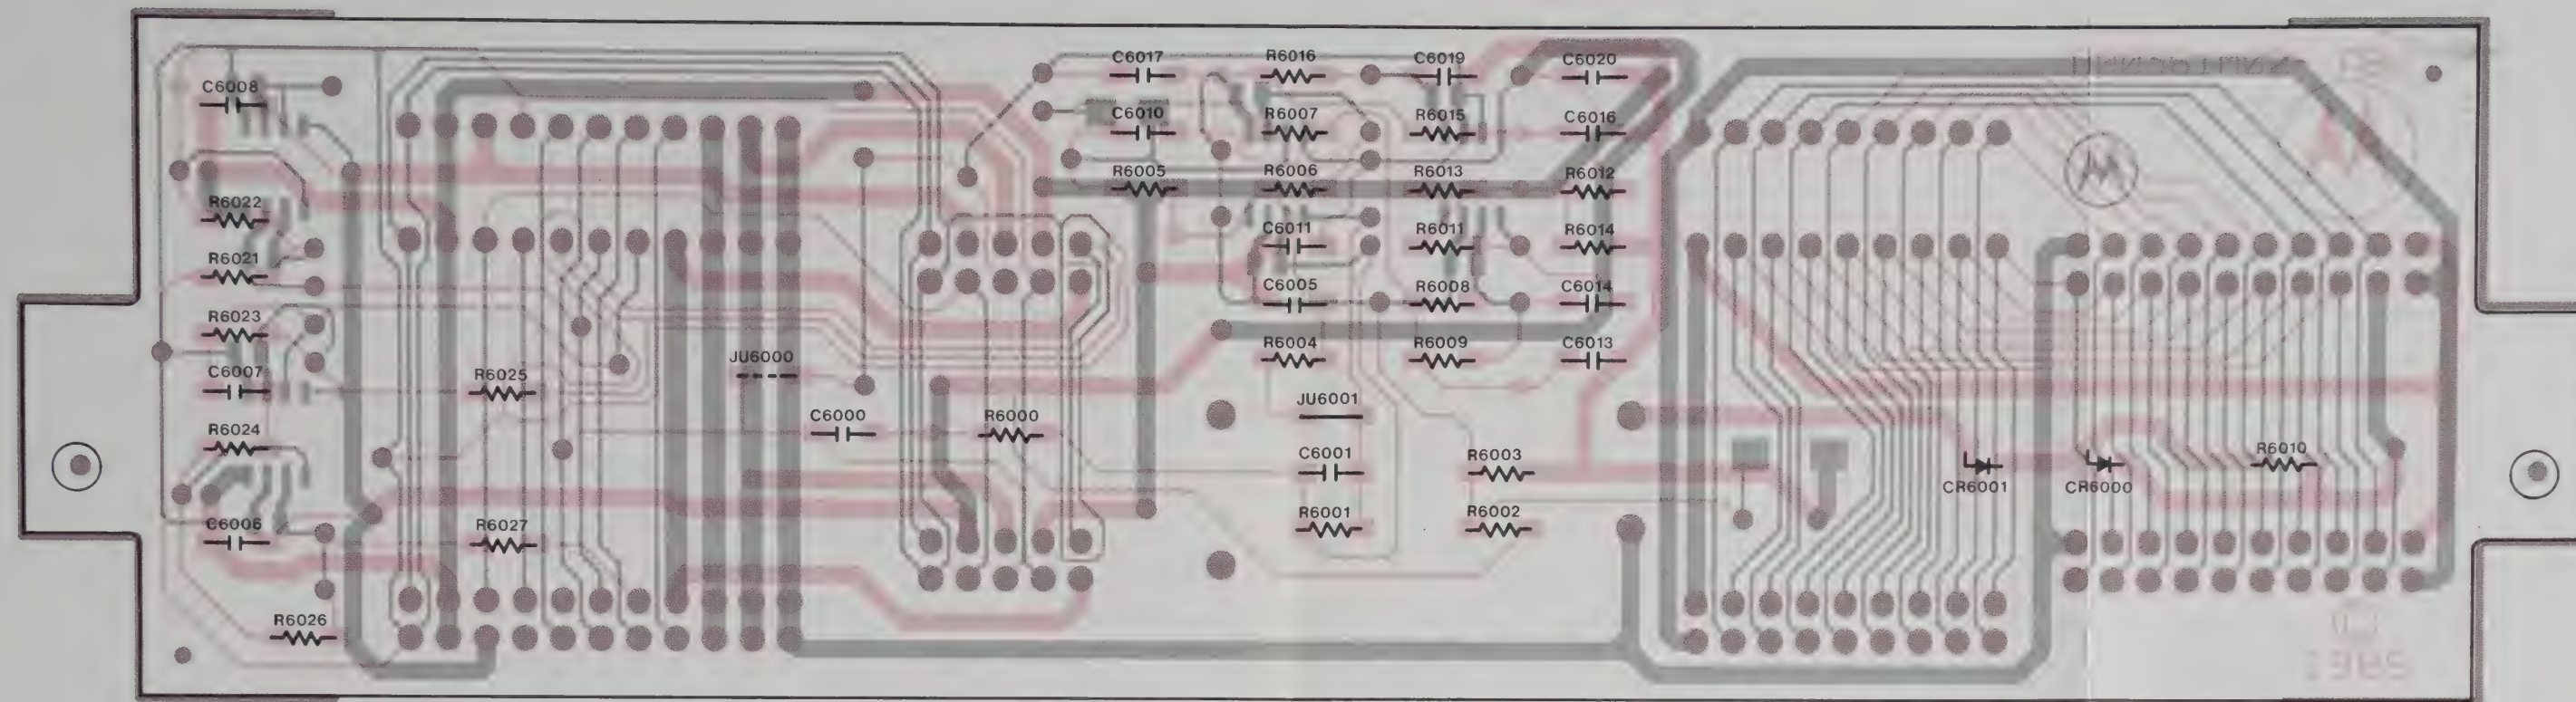 C6017 R6016 C6019 C6020
C6008
C6010 R6007 R6015 C6016
R6005 R6006 R6013 R6012
R6022
C6011 R6011 R6014
R6021
C6005 R6008 C6014
R6023
JU6000 R6004 R6009 C6013
C6007 R6025
JU6001
C6000 R6000
R6024
C6001 R6003 R6010
CR6001 CR6000
C6006 R6027 R6001 R6002
R6026